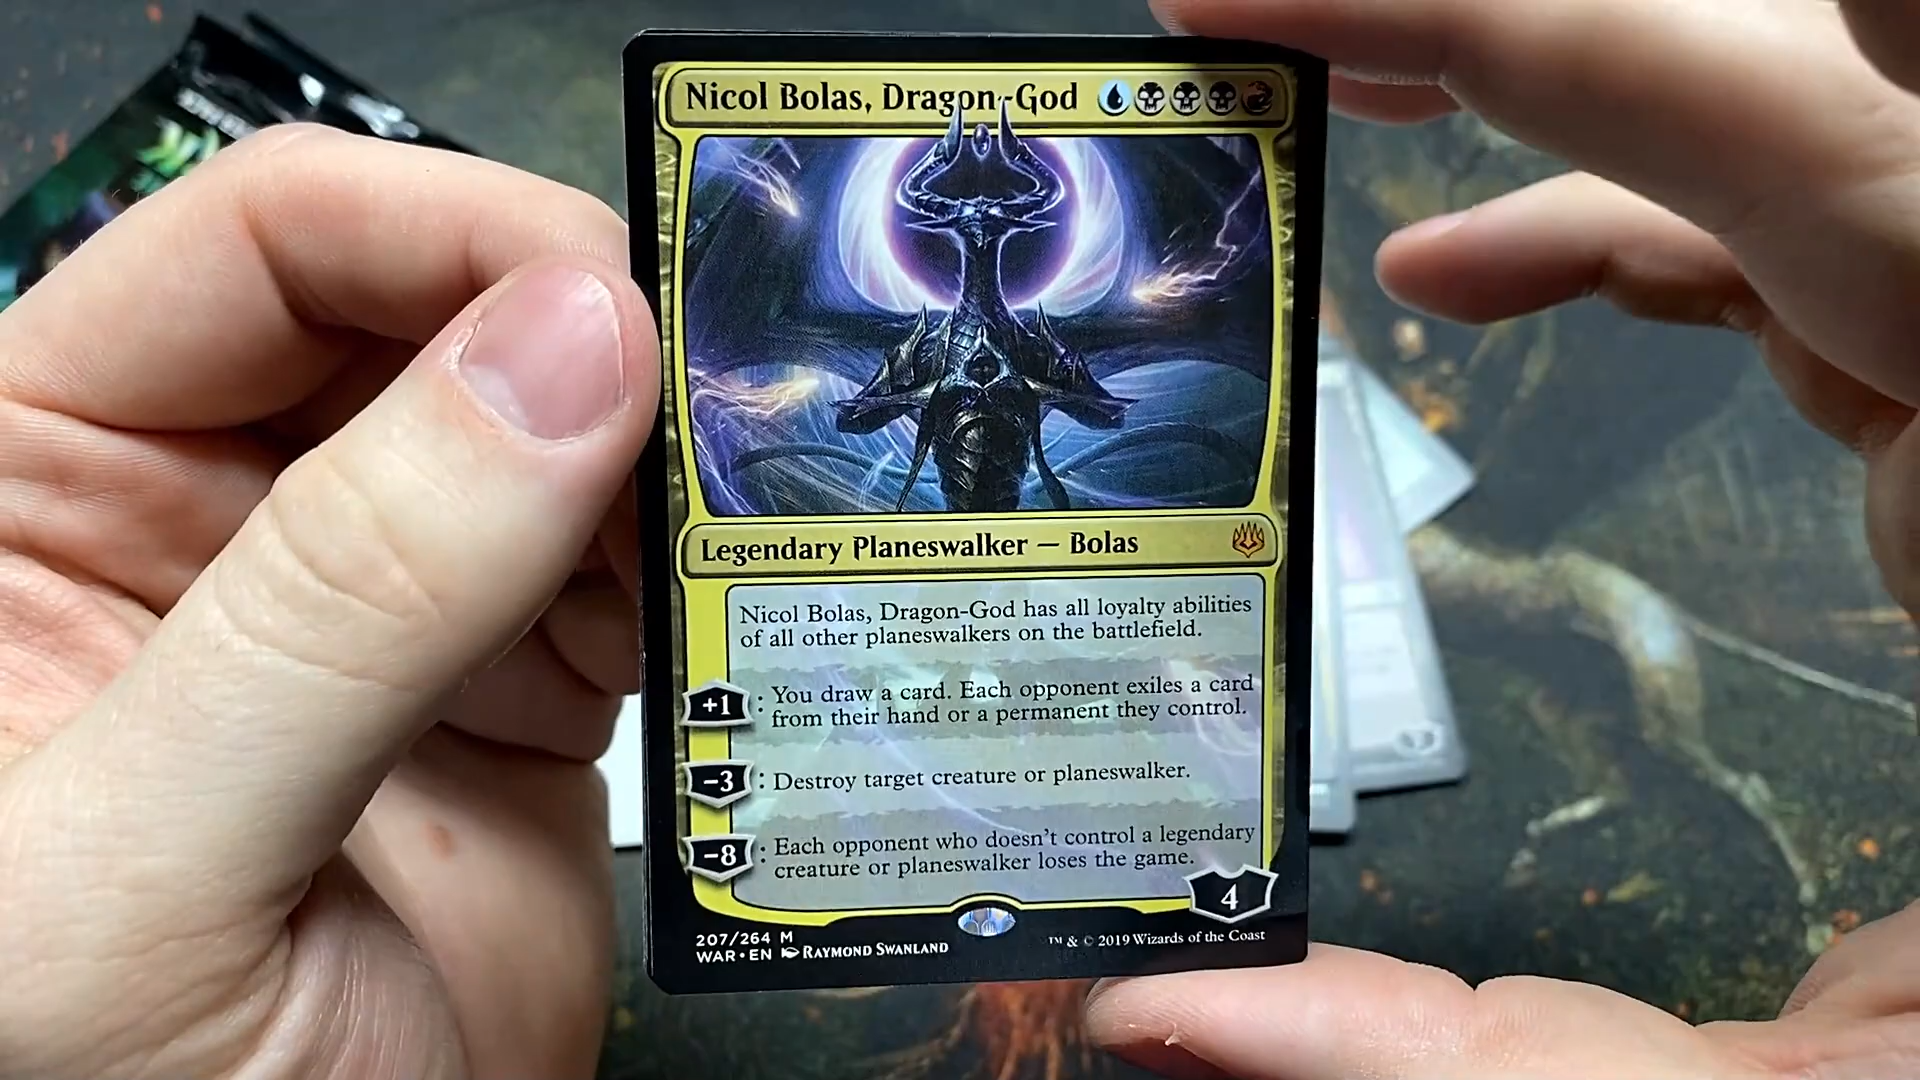 Nicol Bolas, Dragon-God
Legendary Planeswalker — Bolas
Nicol Bolas, Dragon-God has all loyalty abilities
of all other planeswalkers on the battlefield.
+1 : You draw a card. Each opponent exiles a card
from their hand or a permanent they control.
−3 : Destroy target creature or planeswalker.
−8 : Each opponent who doesn't control a legendary
creature or planeswalker loses the game.
4
207/264 M
WAR • EN RAYMOND SWANLAND
™ & © 2019 Wizards of the Coast